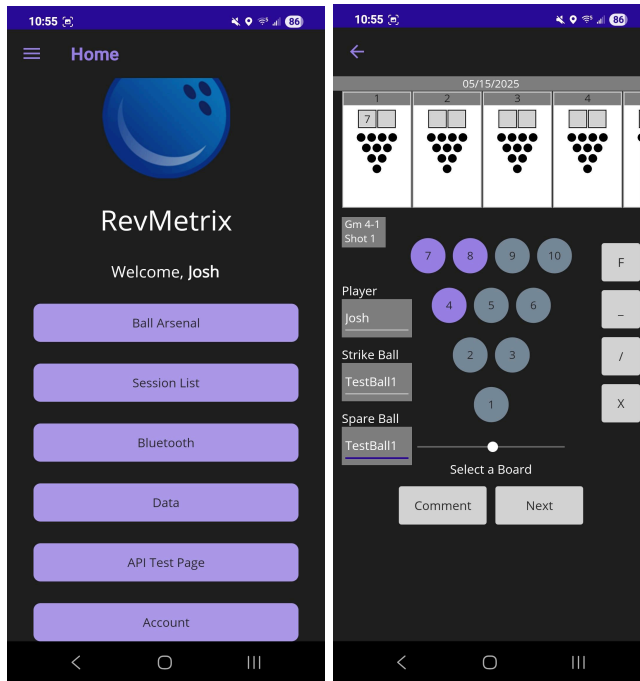 10:55
86
Home
RevMetrix
Welcome, Josh
Ball Arsenal
Session List
Bluetooth
Data
API Test Page
Account
10:55
86
05/15/2025
1 2 3 4
7
Gm 4-1
Shot 1
7 8 9 10
F
Player
Josh
4 5 6
_
Strike Ball
TestBall1
2 3
/
Spare Ball
TestBall1
1
X
Select a Board
Comment Next